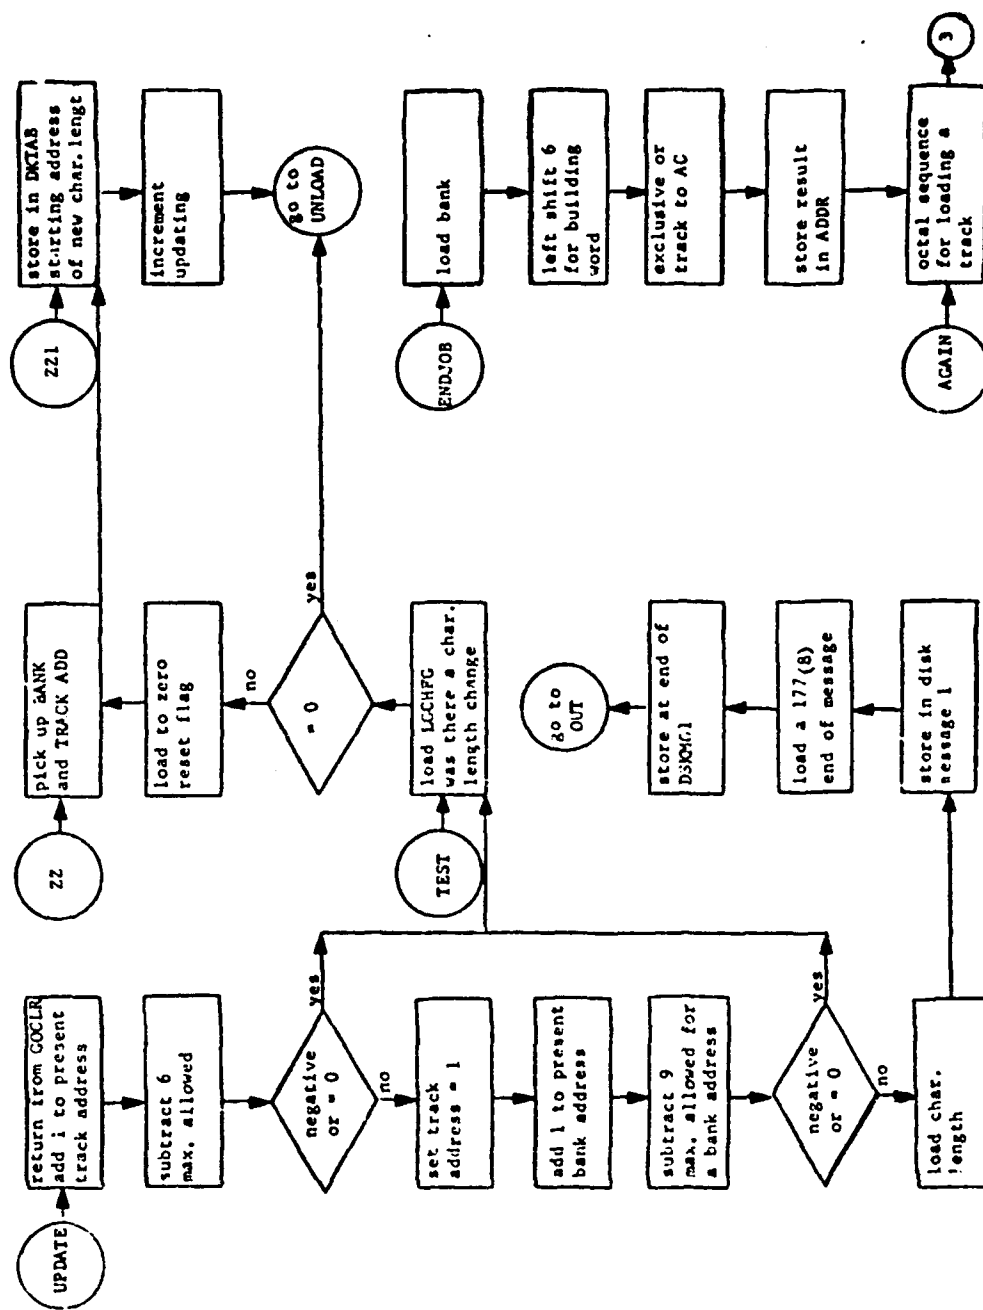 UPDATE
return from GOCLR
add 1 to present
track address
subtract 6
max. allowed
negative
or = 0
yes
no
set track
address = 1
add 1 to present
bank address
subtract 9
max. allowed for
a bank address
negative
or = 0
yes
no
load char.
length
ZZ
pick up BANK
and TRACK ADD
load to zero
reset flag
no
= 0
yes
TEST
load LGCHFG
was there a char.
length change
go to
OUT
store at end of
DSKMG1
load a 177(8)
end of message
store in disk
message 1
ZZ1
store in DKTAB
starting address
of new char.lengt
increment
updating
go to
UNLOAD
ENDJOB
load bank
left shift 6
for building
word
exclusive or
track to AC
store result
in ADDR
AGAIN
octal sequence
for loading a
track
3